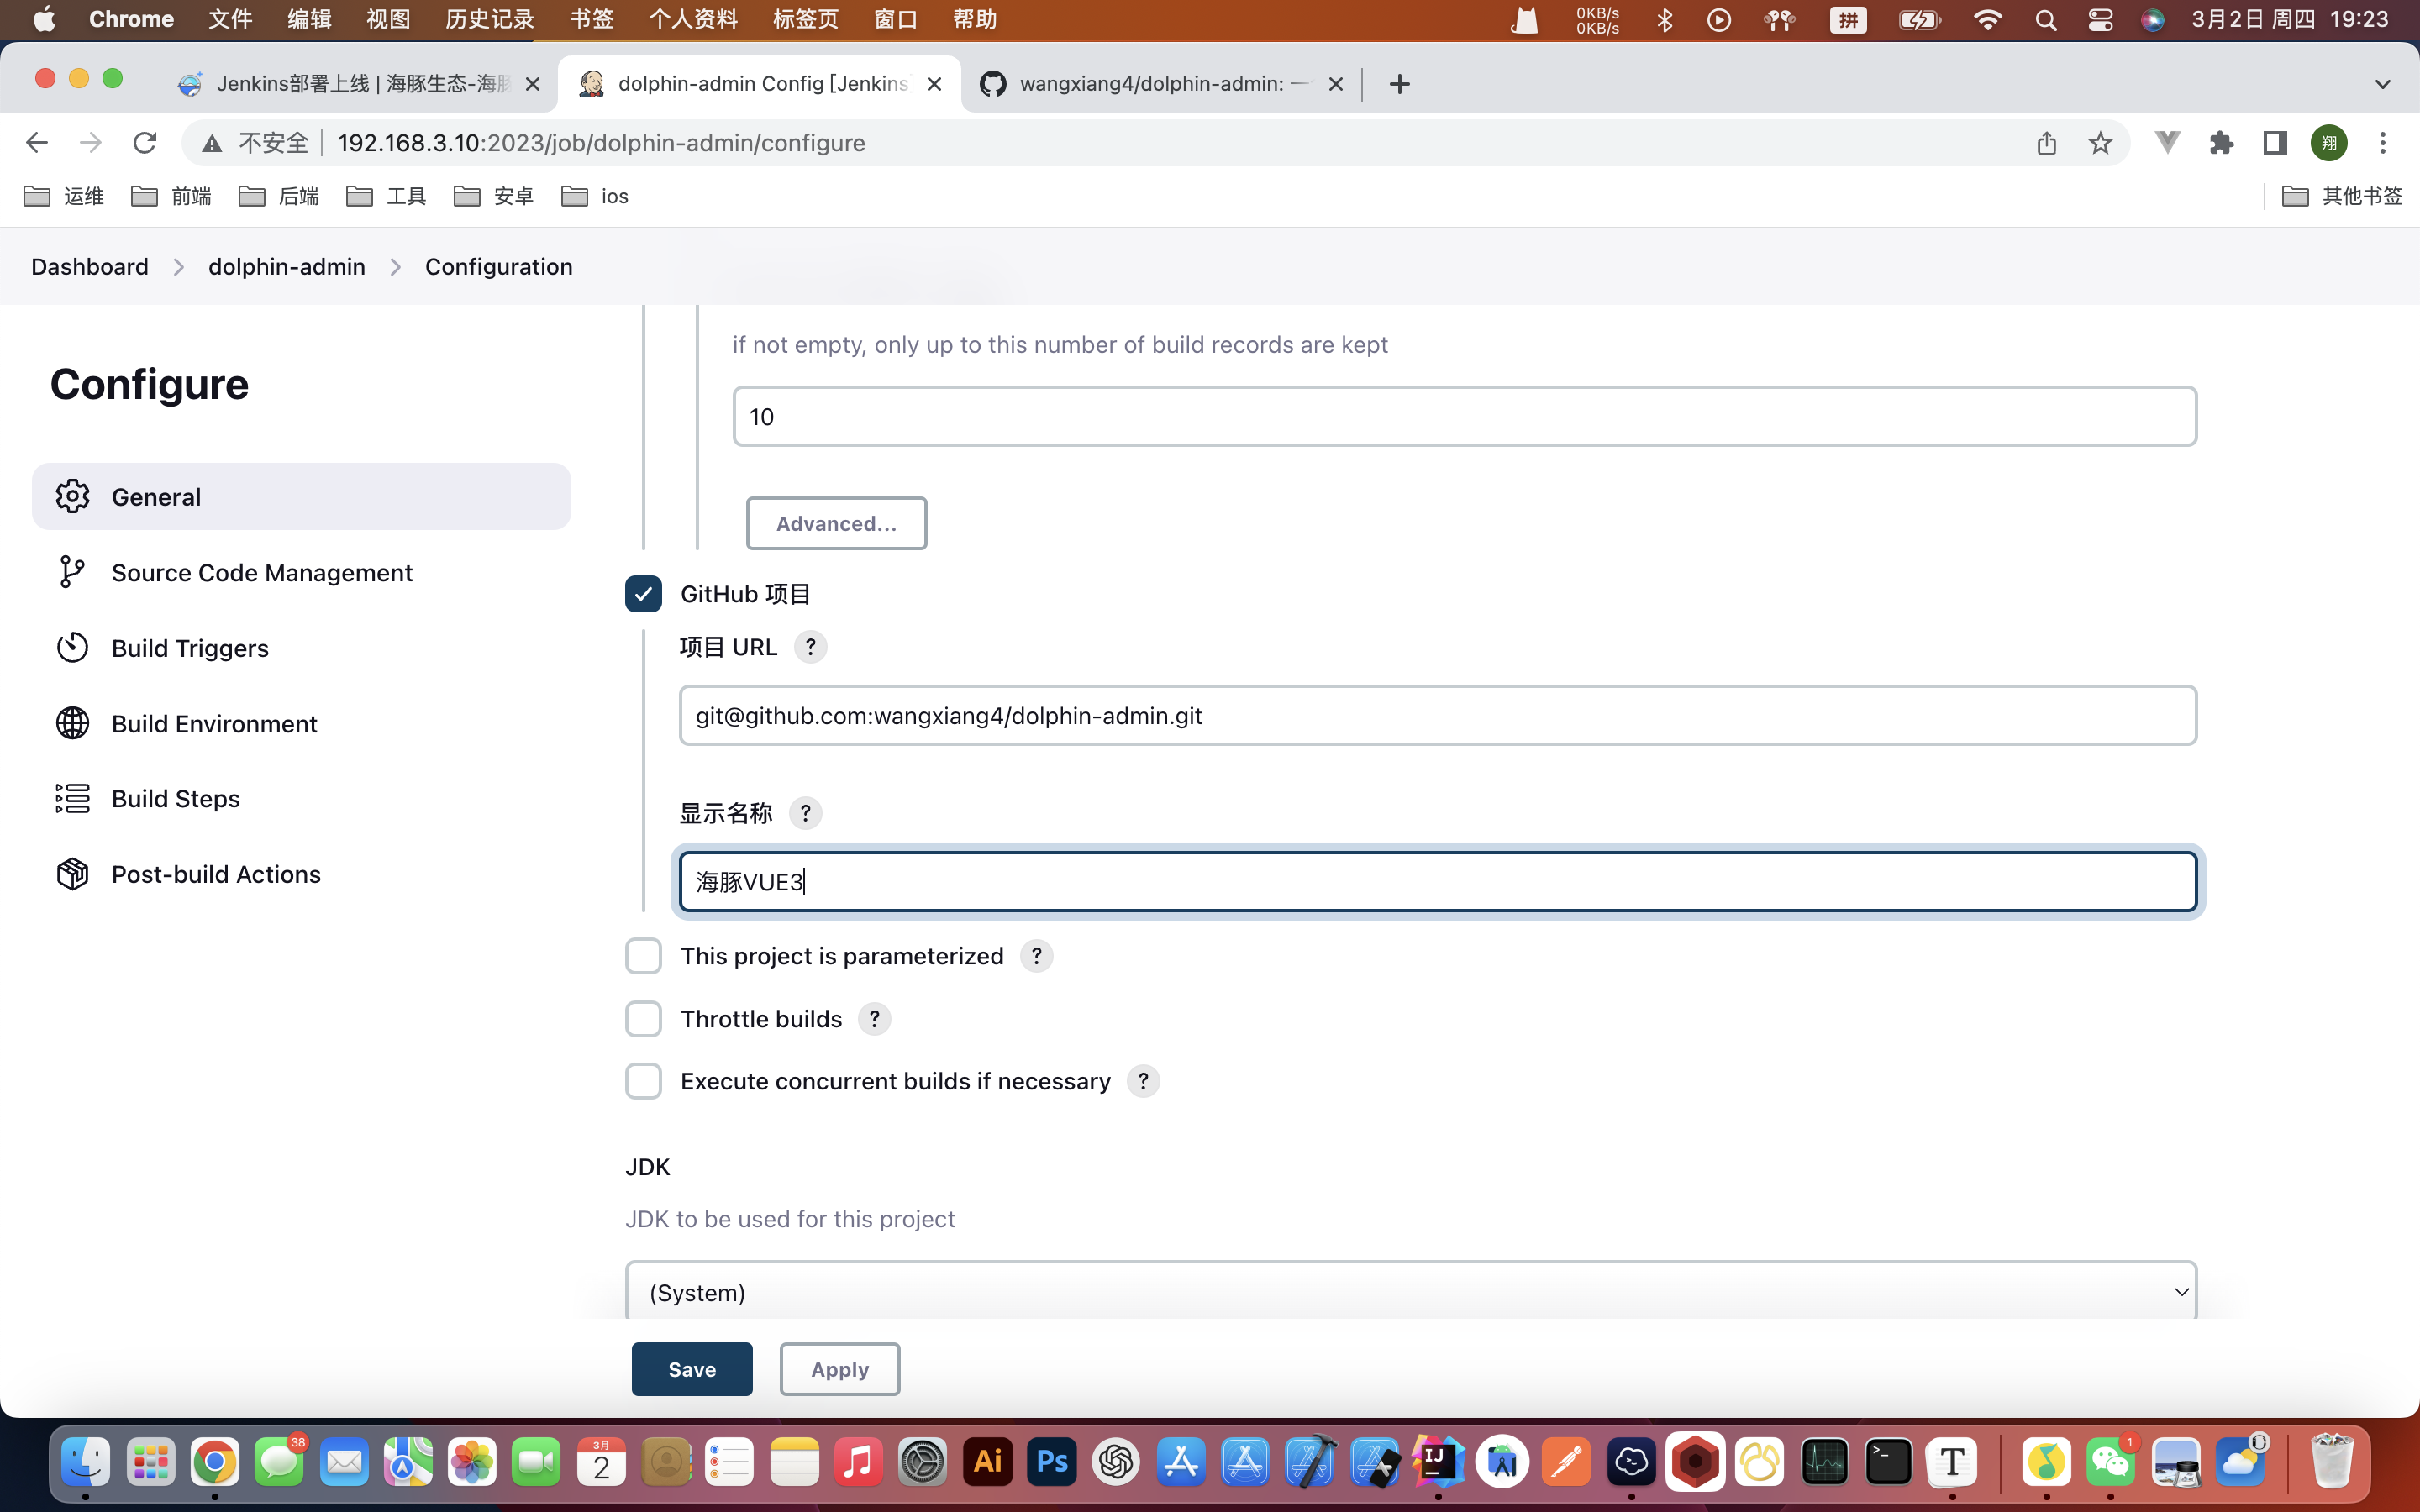 Chrome 文件 编辑 视图 历史记录 书签 个人资料 标签页 窗口 帮助 0KB/s 0KB/s 拼 3月2日 周四 19:23
Jenkins部署上线 | 海豚生态-海豚 dolphin-admin Config [Jenkins] wangxiang4/dolphin-admin: 一
不安全 192.168.3.10:2023/job/dolphin-admin/configure 翔
运维 前端 后端 工具 安卓 ios 其他书签
Dashboard dolphin-admin Configuration
Configure
General
Source Code Management
Build Triggers
Build Environment
Build Steps
Post-build Actions
if not empty, only up to this number of build records are kept
10
Advanced...
GitHub 项目
项目 URL ?
git@github.com:wangxiang4/dolphin-admin.git
显示名称 ?
海豚VUE3
This project is parameterized ?
Throttle builds ?
Execute concurrent builds if necessary ?
JDK
JDK to be used for this project
(System)
Save Apply
38 3月 2 Ai Ps IJ >_ T 1